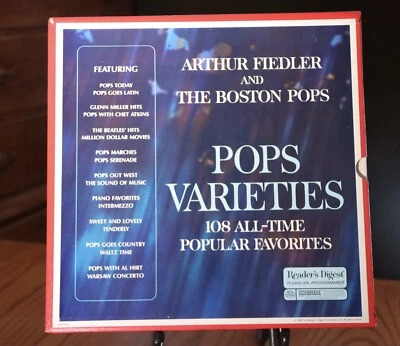 FEATURING
POPS TODAY
POPS GOES LATIN
GLENN MILLER HITS
POPS WITH CHET ATKINS
THE BEATLES' HITS
MILLION DOLLAR MOVIES
POPS MARCHES
POPS SERENADE
POPS OUT WEST
THE SOUND OF MUSIC
PIANO FAVORITES
INTERMEZZO
SWEET AND LOVELY
TENDERLY
POPS GOES COUNTRY
WALTZ TIME
POPS WITH AL HIRT
WARSAW CONCERTO
ARTHUR FIEDLER
AND
THE BOSTON POPS
POPS
VARIETIES
108 ALL-TIME
POPULAR FAVORITES
Reader's Digest
PLEASURE PROGRAMMED